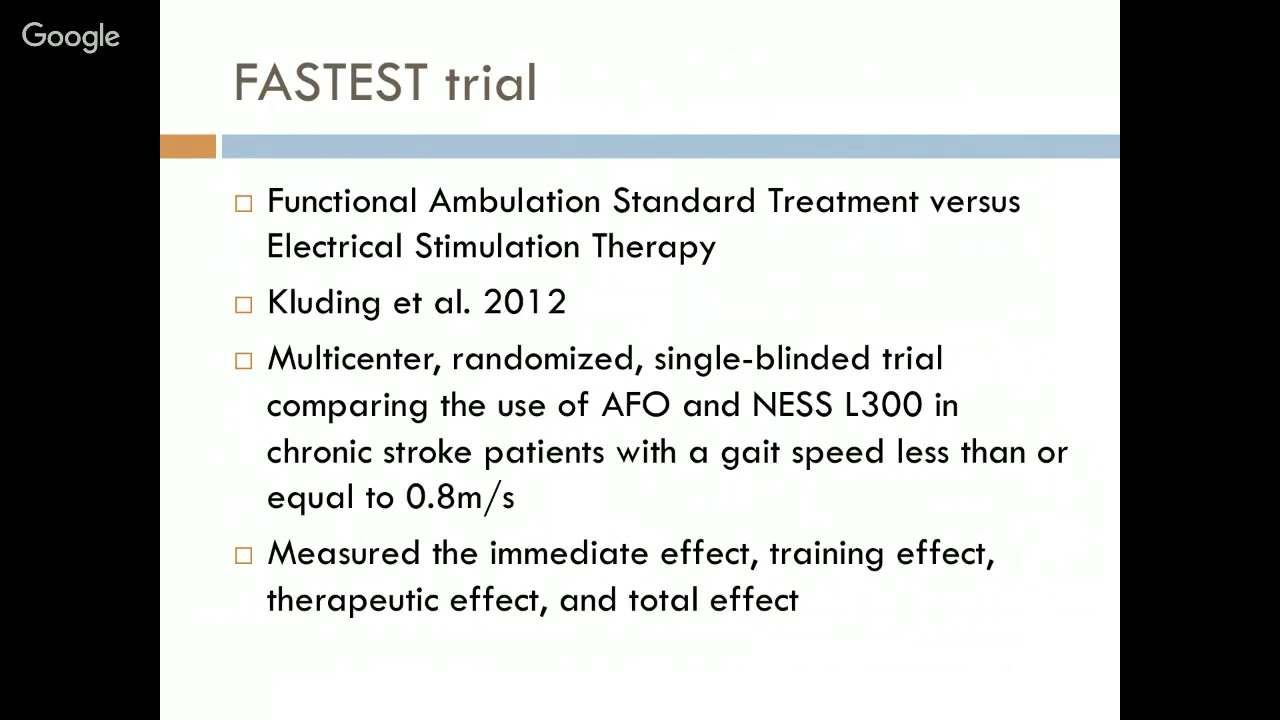 Google
FASTEST trial
Functional Ambulation Standard Treatment versus
Electrical Stimulation Therapy
Kluding et al. 2012
Multicenter, randomized, single-blinded trial
comparing the use of AFO and NESS L300 in
chronic stroke patients with a gait speed less than or
equal to 0.8m/s
Measured the immediate effect, training effect,
therapeutic effect, and total effect